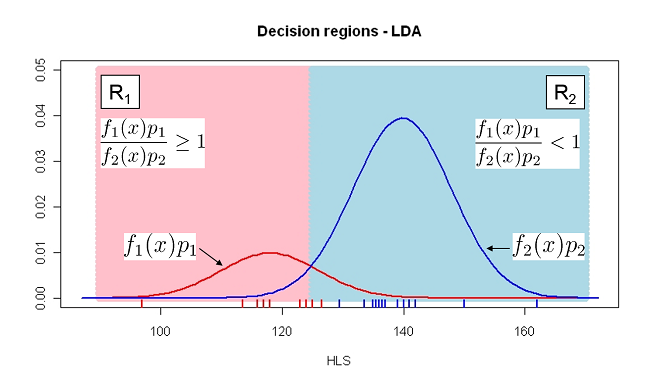 Decision regions - LDA
R₁
R₂
f₁(x)p₁
f₂(x)p₂
≥ 1
f₁(x)p₁
f₂(x)p₂
< 1
f₁(x)p₁
f₂(x)p₂
0.05
0.04
0.03
0.02
0.01
0.00
100
120
140
160
HLS